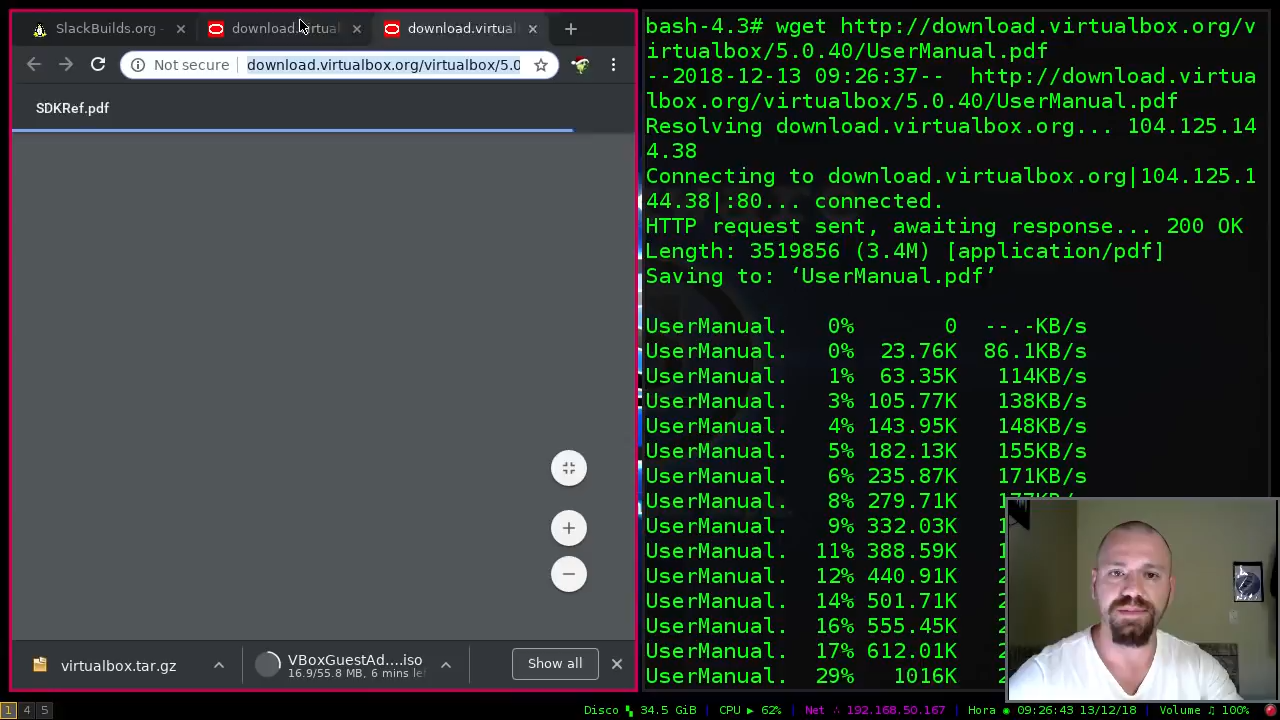 SlackBuilds.org -
download.virtual
download.virtual
Not secure
download.virtualbox.org/virtualbox/5.0
SDKRef.pdf
virtualbox.tar.gz
VBoxGuestAd....iso
16.9/55.8 MB, 6 mins lef
Show all
bash-4.3# wget http://download.virtualbox.org/v
irtualbox/5.0.40/UserManual.pdf
--2018-12-13 09:26:37--  http://download.virtua
lbox.org/virtualbox/5.0.40/UserManual.pdf
Resolving download.virtualbox.org... 104.125.14
4.38
Connecting to download.virtualbox.org|104.125.1
44.38|:80... connected.
HTTP request sent, awaiting response... 200 OK
Length: 3519856 (3.4M) [application/pdf]
Saving to: ‘UserManual.pdf’
UserManual.   0%       0  --.-KB/s
UserManual.   0%  23.76K  86.1KB/s
UserManual.   1%  63.35K   114KB/s
UserManual.   3% 105.77K   138KB/s
UserManual.   4% 143.95K   148KB/s
UserManual.   5% 182.13K   155KB/s
UserManual.   6% 235.87K   171KB/s
UserManual.   8% 279.71K
UserManual.   9% 332.03K
UserManual.  11% 388.59K
UserManual.  12% 440.91K
UserManual.  14% 501.71K
UserManual.  16% 555.45K
UserManual.  17% 612.01K
UserManual.  29%   1016K
1 4 5
Disco 34.5 GiB | CPU 62% | Net 192.168.50.167 | Hora 09:26:43 13/12/18 | Volume 100%